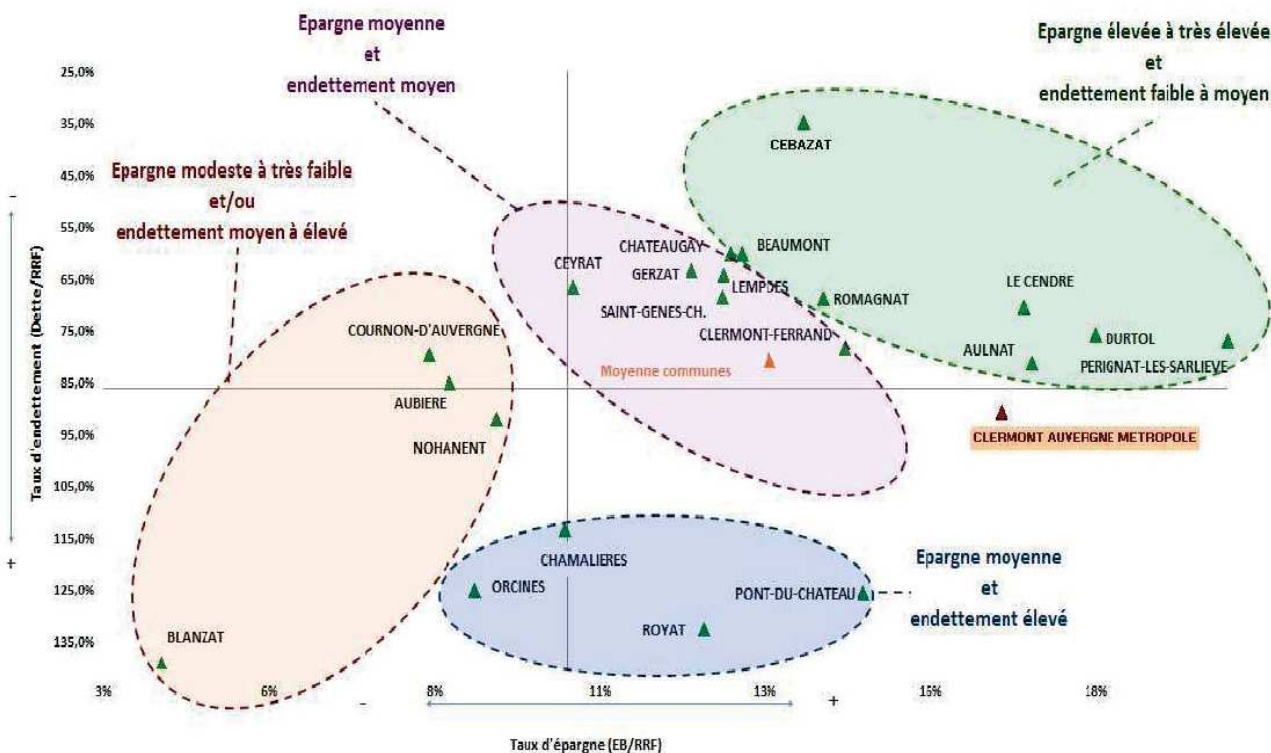 Epargne moyenne
et
endettement moyen
Epargne élevée à très élevée
et
endettement faible à moyen
Epargne modeste à très faible
et/ou
endettement moyen à élevé
25,0%
35,0%
45,0%
55,0%
65,0%
75,0%
85,0%
95,0%
105,0%
115,0%
125,0%
135,0%
-
+
Taux d'endettement (Dette/RRF)
CEBAZAT
CHATEAUGAY
BEAUMONT
CEYRAT
GERZAT
LEMPDES
SAINT-GENES-CH.
ROMAGNAT
LE CENDRE
CLERMONT-FERRAND
DURTOL
AULNAT
PERIGNAT-LES-SARLIEVE
Moyenne communes
COURNON-D'AUVERGNE
AUBIERE
NOHANENT
CLERMONT AUVERGNE METROPOLE
CHAMALIERES
ORCINES
PONT-DU-CHATEAU
ROYAT
BLANZAT
Epargne moyenne
et
endettement élevé
3% 6% 8% 11% 13% 16% 18%
- +
Taux d'épargne (EB/RRF)